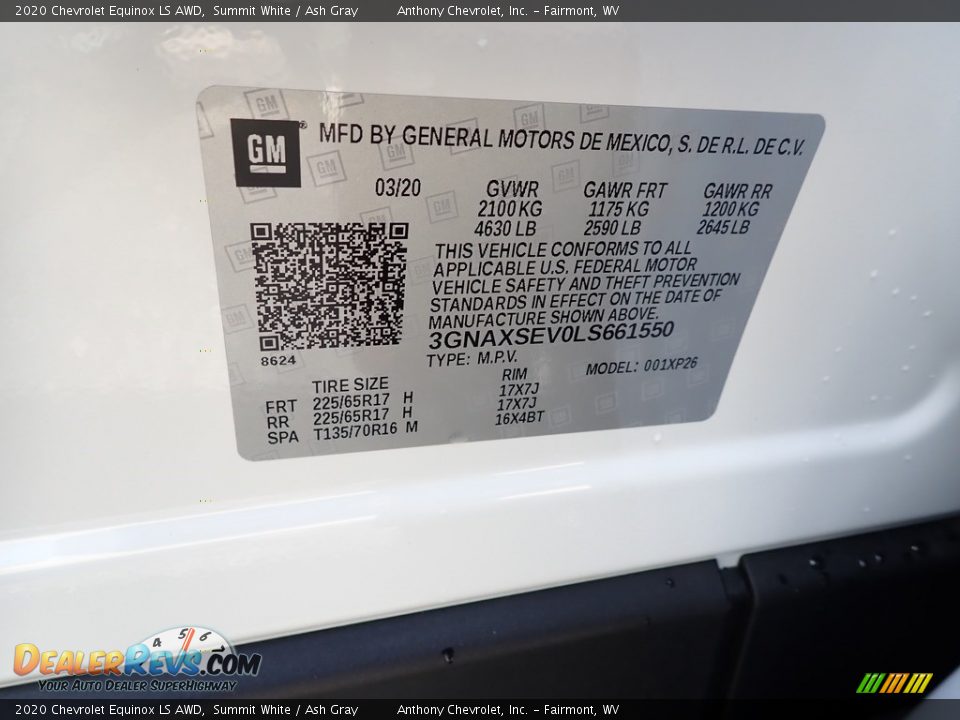 2020 Chevrolet Equinox LS AWD, Summit White / Ash Gray Anthony Chevrolet, Inc. - Fairmont, WV
GM ® MFD BY GENERAL MOTORS DE MEXICO, S. DE R.L. DE C.V.
03/20 GVWR GAWR FRT GAWR RR
2100 KG 1175 KG 1200 KG
4630 LB 2590 LB 2645 LB
THIS VEHICLE CONFORMS TO ALL
APPLICABLE U.S. FEDERAL MOTOR
VEHICLE SAFETY AND THEFT PREVENTION
STANDARDS IN EFFECT ON THE DATE OF
MANUFACTURE SHOWN ABOVE.
3GNAXSEV0LS661550
8624 TYPE: M.P.V. MODEL: 001XP26
TIRE SIZE RIM
FRT 225/65R17 H 17X7J
RR 225/65R17 H 17X7J
SPA T135/70R16 M 16X4BT
4 5 6
DEALERREVS.COM
YOUR AUTO DEALER SUPERHIGHWAY
2020 Chevrolet Equinox LS AWD, Summit White / Ash Gray Anthony Chevrolet, Inc. - Fairmont, WV